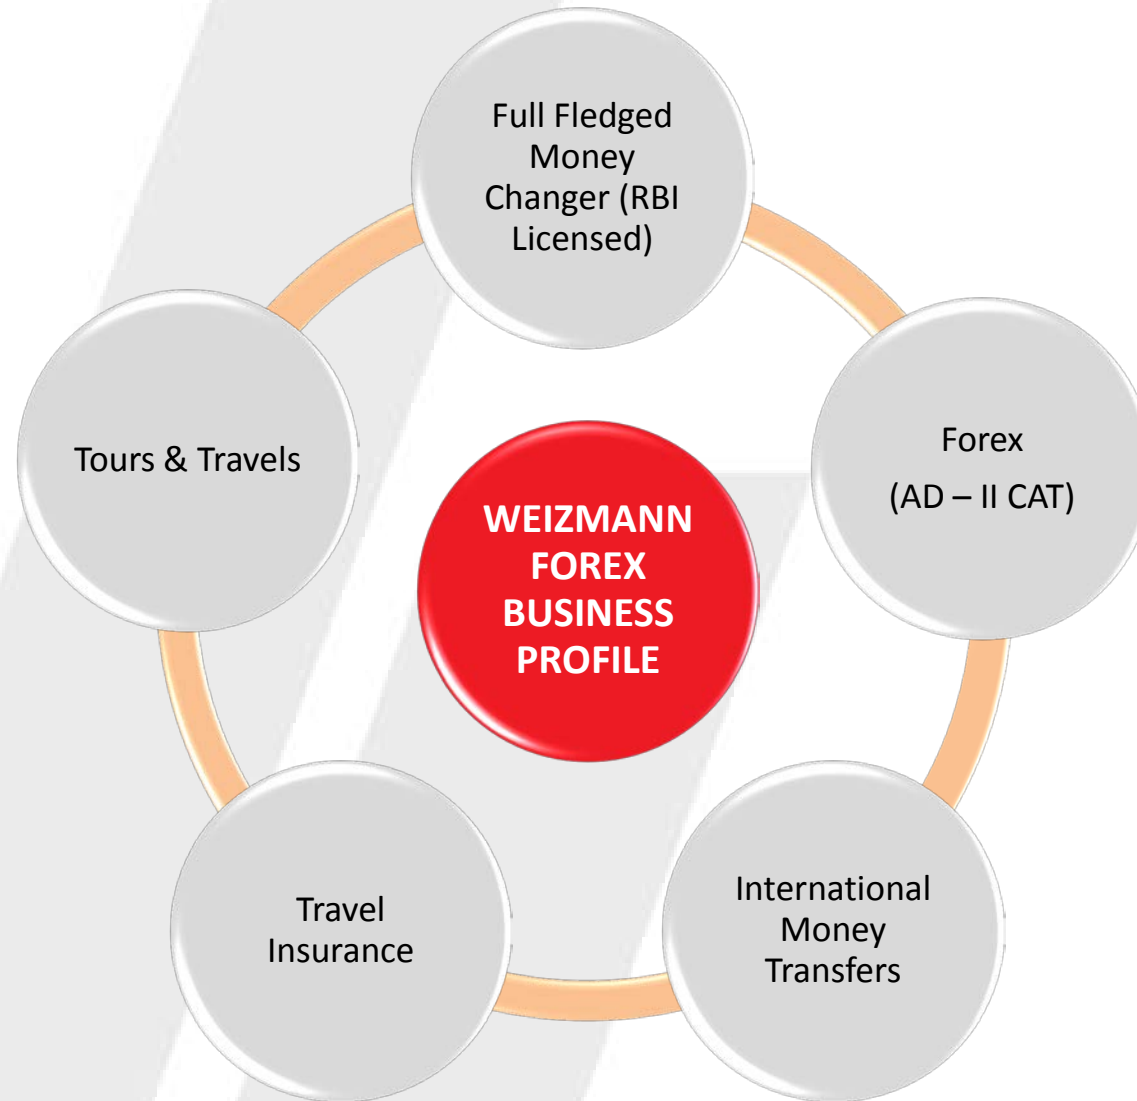 Full Fledged
Money
Changer (RBI
Licensed)
Forex
(AD – II CAT)
International
Money
Transfers
Travel
Insurance
Tours & Travels
WEIZMANN
FOREX
BUSINESS
PROFILE